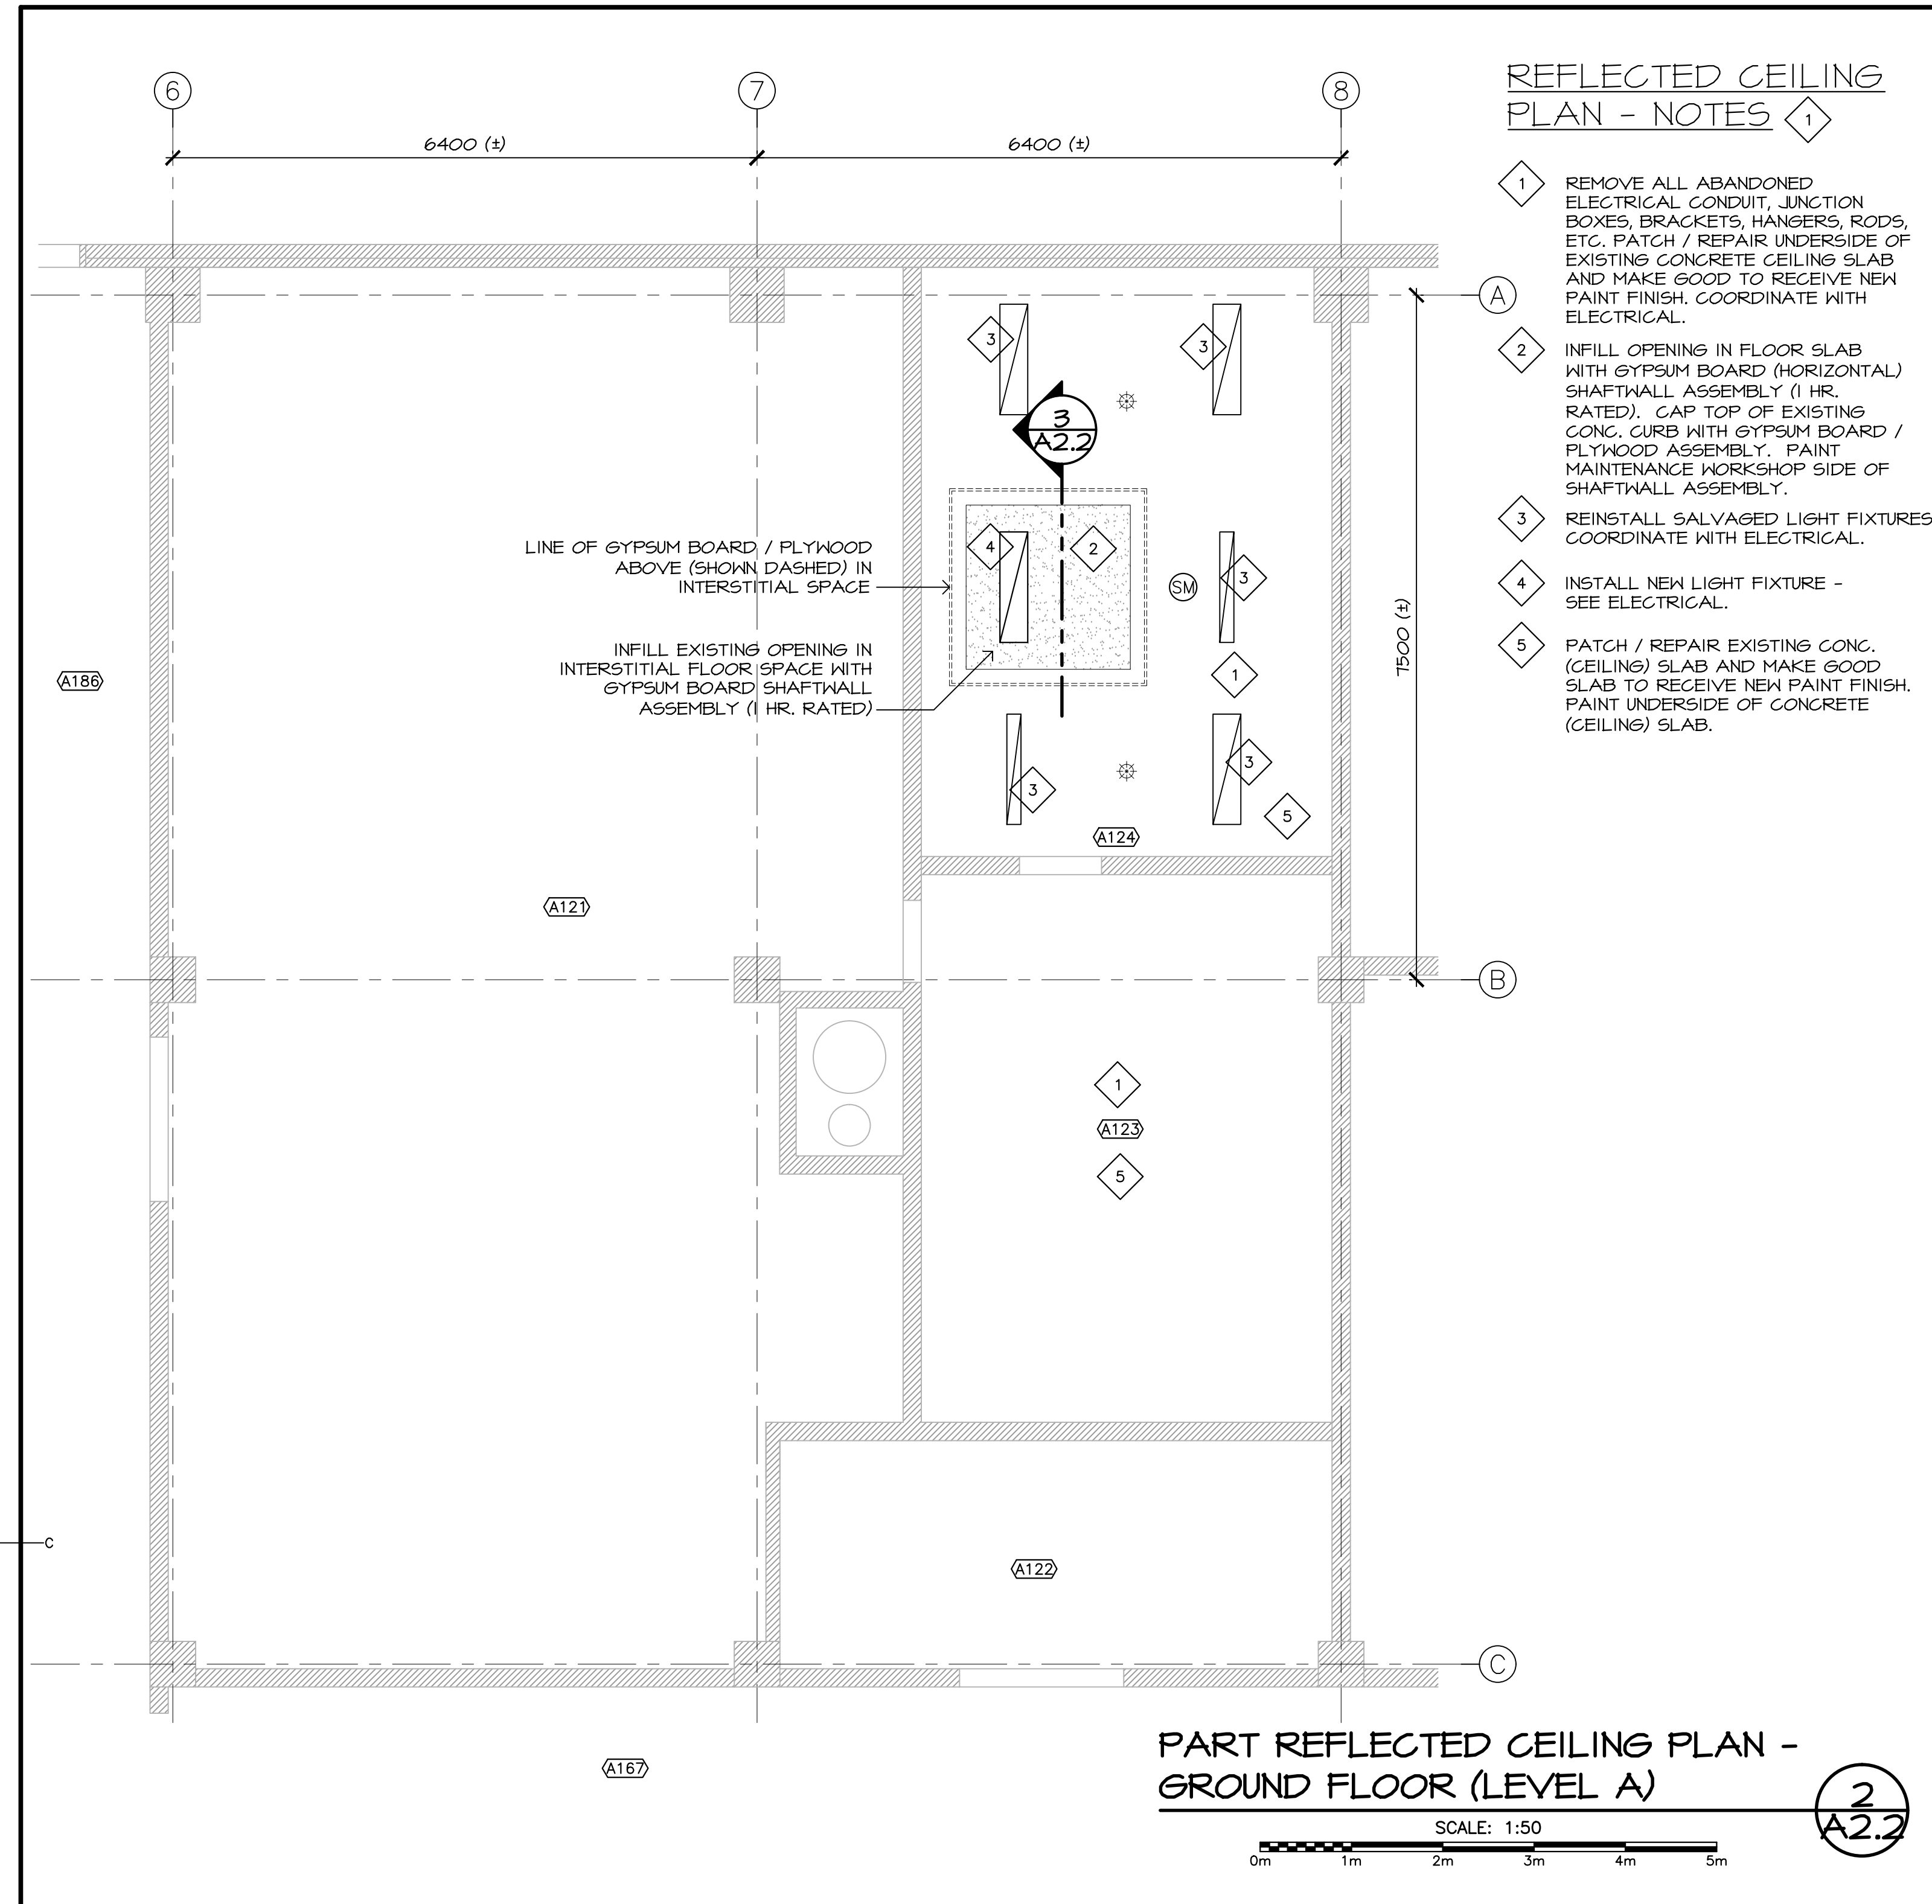 6
7
8
6400 (±)
6400 (±)
REFLECTED CEILING
PLAN - NOTES 1
1 REMOVE ALL ABANDONED
ELECTRICAL CONDUIT, JUNCTION
BOXES, BRACKETS, HANGERS, RODS,
ETC. PATCH / REPAIR UNDERSIDE OF
EXISTING CONCRETE CEILING SLAB
AND MAKE GOOD TO RECEIVE NEW
PAINT FINISH. COORDINATE WITH
ELECTRICAL.
2 INFILL OPENING IN FLOOR SLAB
WITH GYPSUM BOARD (HORIZONTAL)
SHAFTWALL ASSEMBLY (1 HR.
RATED). CAP TOP OF EXISTING
CONC. CURB WITH GYPSUM BOARD /
PLYWOOD ASSEMBLY. PAINT
MAINTENANCE WORKSHOP SIDE OF
SHAFTWALL ASSEMBLY.
3 REINSTALL SALVAGED LIGHT FIXTURES
COORDINATE WITH ELECTRICAL.
4 INSTALL NEW LIGHT FIXTURE -
SEE ELECTRICAL.
5 PATCH / REPAIR EXISTING CONC.
(CEILING) SLAB AND MAKE GOOD
SLAB TO RECEIVE NEW PAINT FINISH.
PAINT UNDERSIDE OF CONCRETE
(CEILING) SLAB.
A
3
3
3
A2.2
LINE OF GYPSUM BOARD / PLYWOOD
ABOVE (SHOWN DASHED) IN
INTERSTITIAL SPACE
4
2
SM
3
7500 (±)
INFILL EXISTING OPENING IN
INTERSTITIAL FLOOR SPACE WITH
GYPSUM BOARD SHAFTWALL
ASSEMBLY (1 HR. RATED)
A186
1
3
3
5
A124
A121
B
1
A123
5
C
A122
C
A167
PART REFLECTED CEILING PLAN -
GROUND FLOOR (LEVEL A)
2
A2.2
SCALE: 1:50
0m 1m 2m 3m 4m 5m